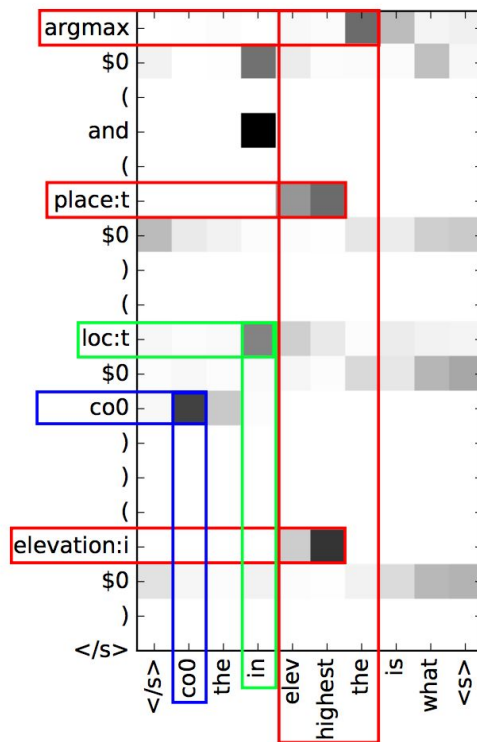 argmax
$0
(
and
(
place:t
$0
)
(
loc:t
$0
co0
)
)
(
elevation:i
$0
)
</s>
</s>
co0
the
in
elev
highest
the
is
what
<s>